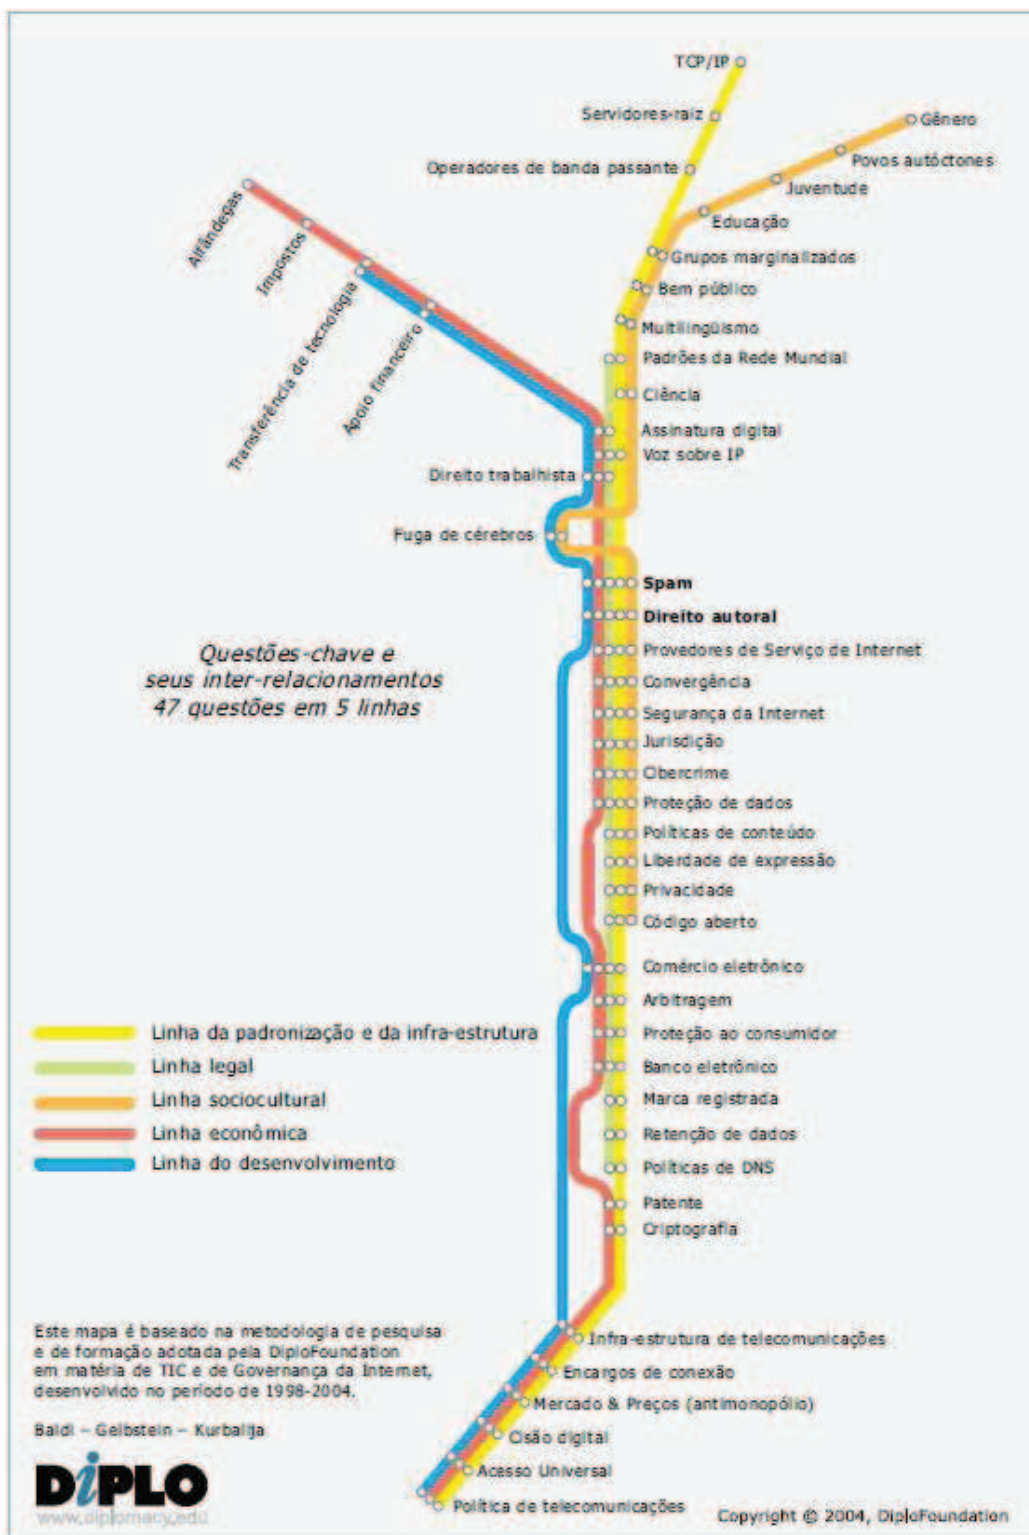 TCP/IP
Servidores-raiz
Operadores de banda passante
Gênero
Povos autóctones
Juventude
Educação
Grupos marginalizados
Bem público
Multilingüismo
Padrões da Rede Mundial
Ciência
Assinatura digital
Voz sobre IP
Alfândegas
Impostos
Transferência de tecnologia
Apoio financeiro
Direito trabalhista
Fuga de cérebros
Spam
Direito autoral
Provedores de Serviço de Internet
Convergência
Segurança da Internet
Jurisdição
Cibercrime
Proteção de dados
Políticas de conteúdo
Liberdade de expressão
Privacidade
Código aberto
Comércio eletrônico
Arbitragem
Proteção ao consumidor
Banco eletrônico
Marca registrada
Retenção de dados
Políticas de DNS
Patente
Criptografia
Infra-estrutura de telecomunicações
Encargos de conexão
Mercado & Preços (antimonopólio)
Cisão digital
Acesso Universal
Política de telecomunicações
Questões-chave e
seus inter-relacionamentos
47 questões em 5 linhas
Linha da padronização e da infra-estrutura
Linha legal
Linha sociocultural
Linha econômica
Linha do desenvolvimento
Este mapa é baseado na metodologia de pesquisa
e de formação adotada pela DiploFoundation
em matéria de TIC e de Governança da Internet,
desenvolvido no período de 1998-2004.
Baldi – Gelbstein – Kurbalija
DiPLO
www.diplomacy.edu
Copyright © 2004, DiploFoundation